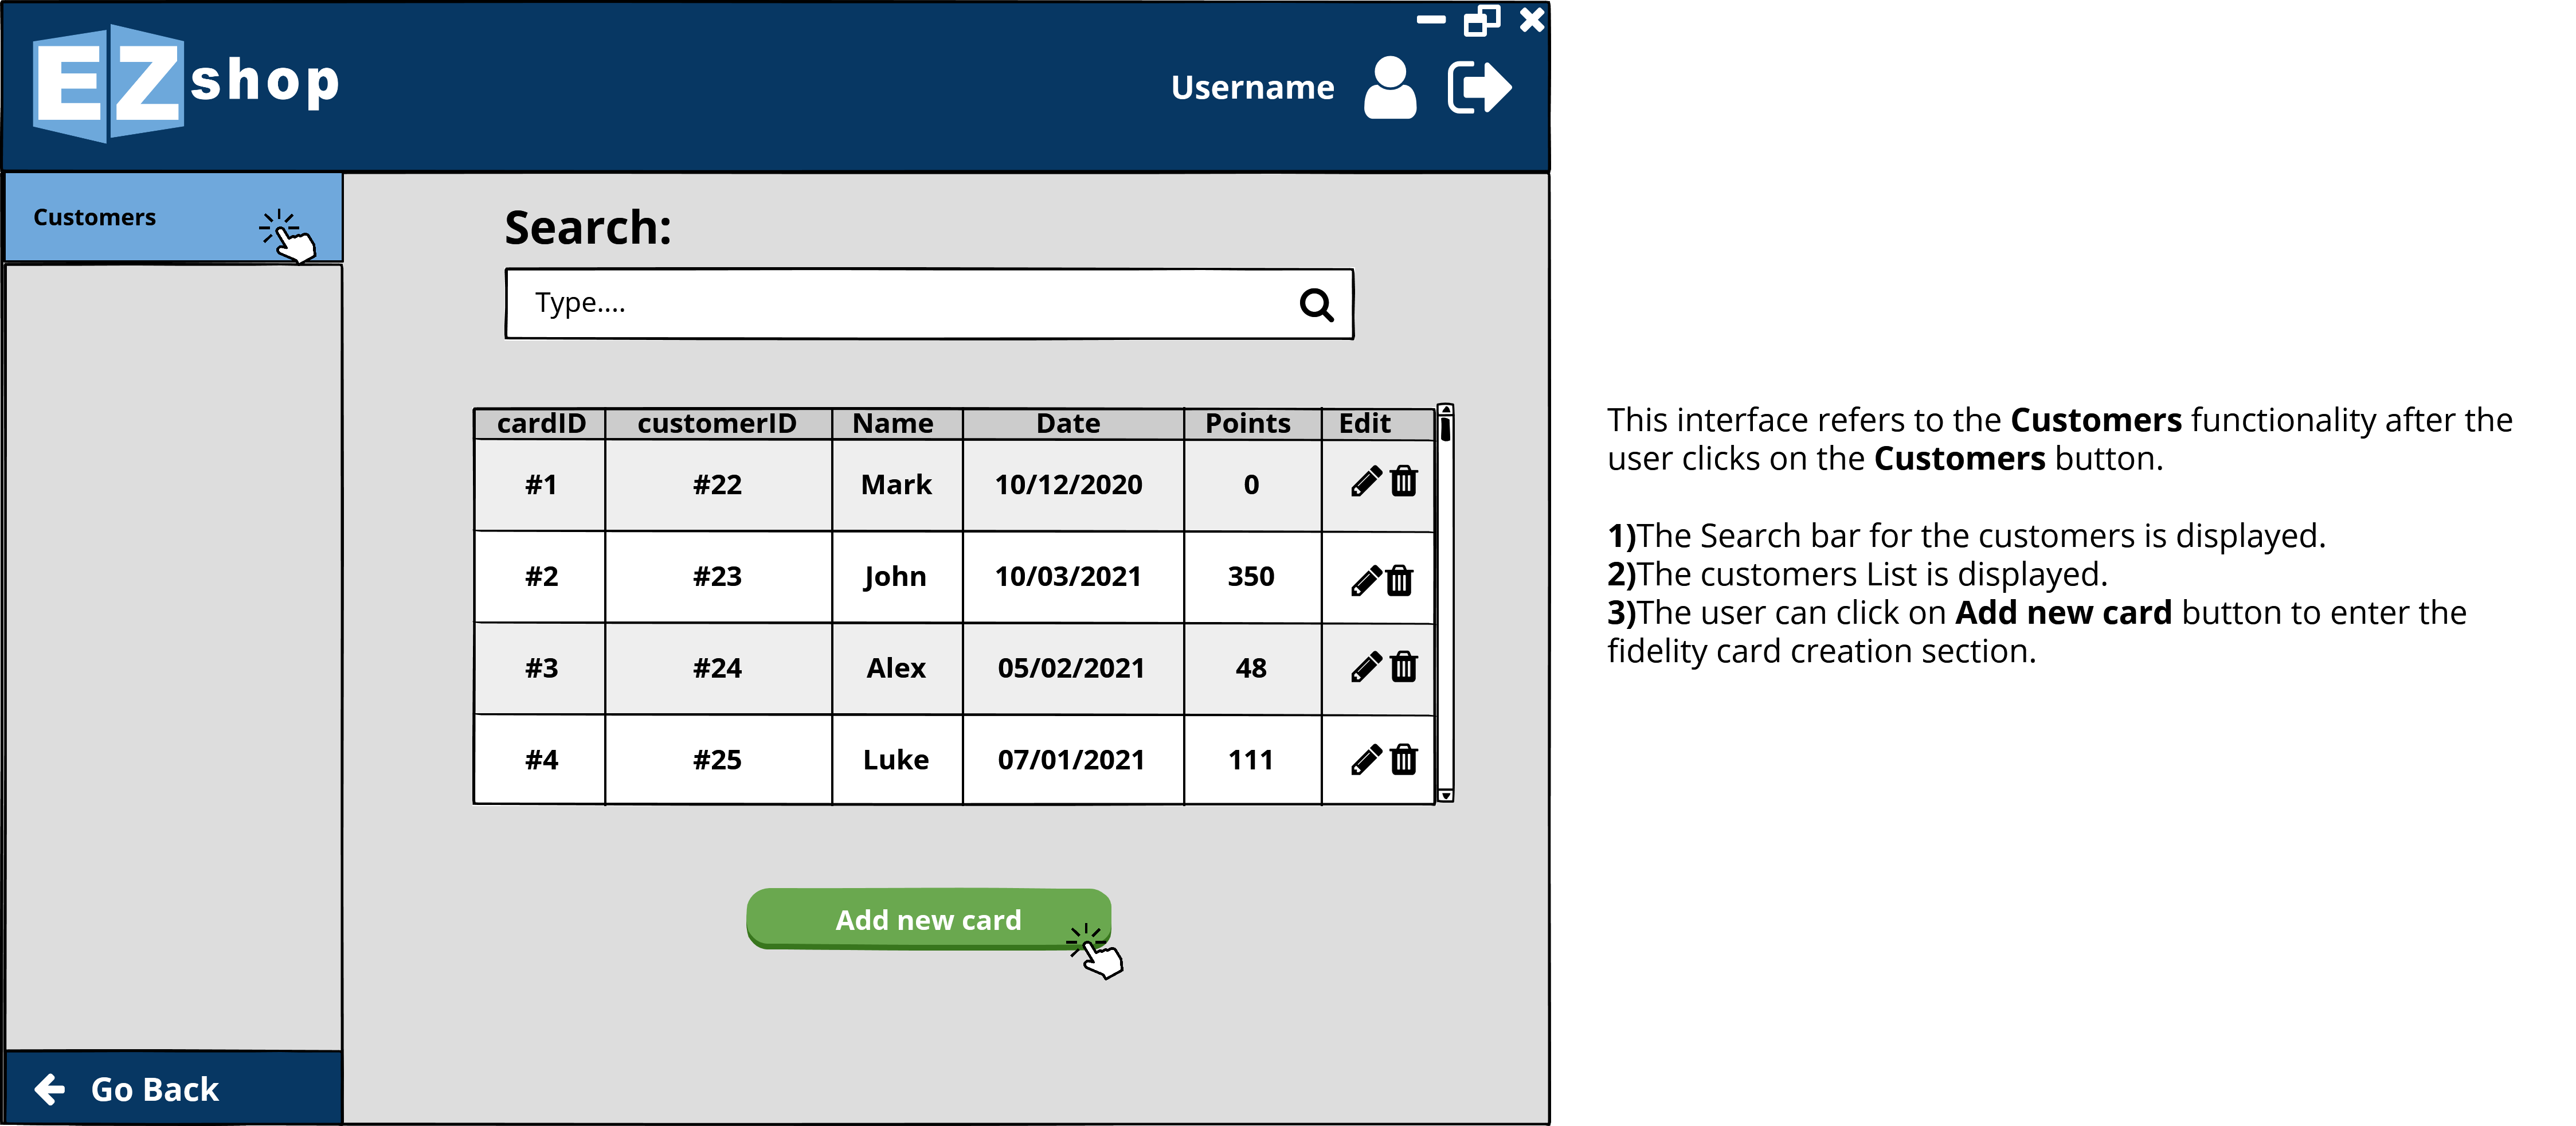 EZshop
Username
Customers
Search:
Type....
cardID customerID Name Date Points Edit
#1 #22 Mark 10/12/2020 0
#2 #23 John 10/03/2021 350
#3 #24 Alex 05/02/2021 48
#4 #25 Luke 07/01/2021 111
Add new card
Go Back
This interface refers to the Customers functionality after the
user clicks on the Customers button.
1)The Search bar for the customers is displayed.
2)The customers List is displayed.
3)The user can click on Add new card button to enter the
fidelity card creation section.